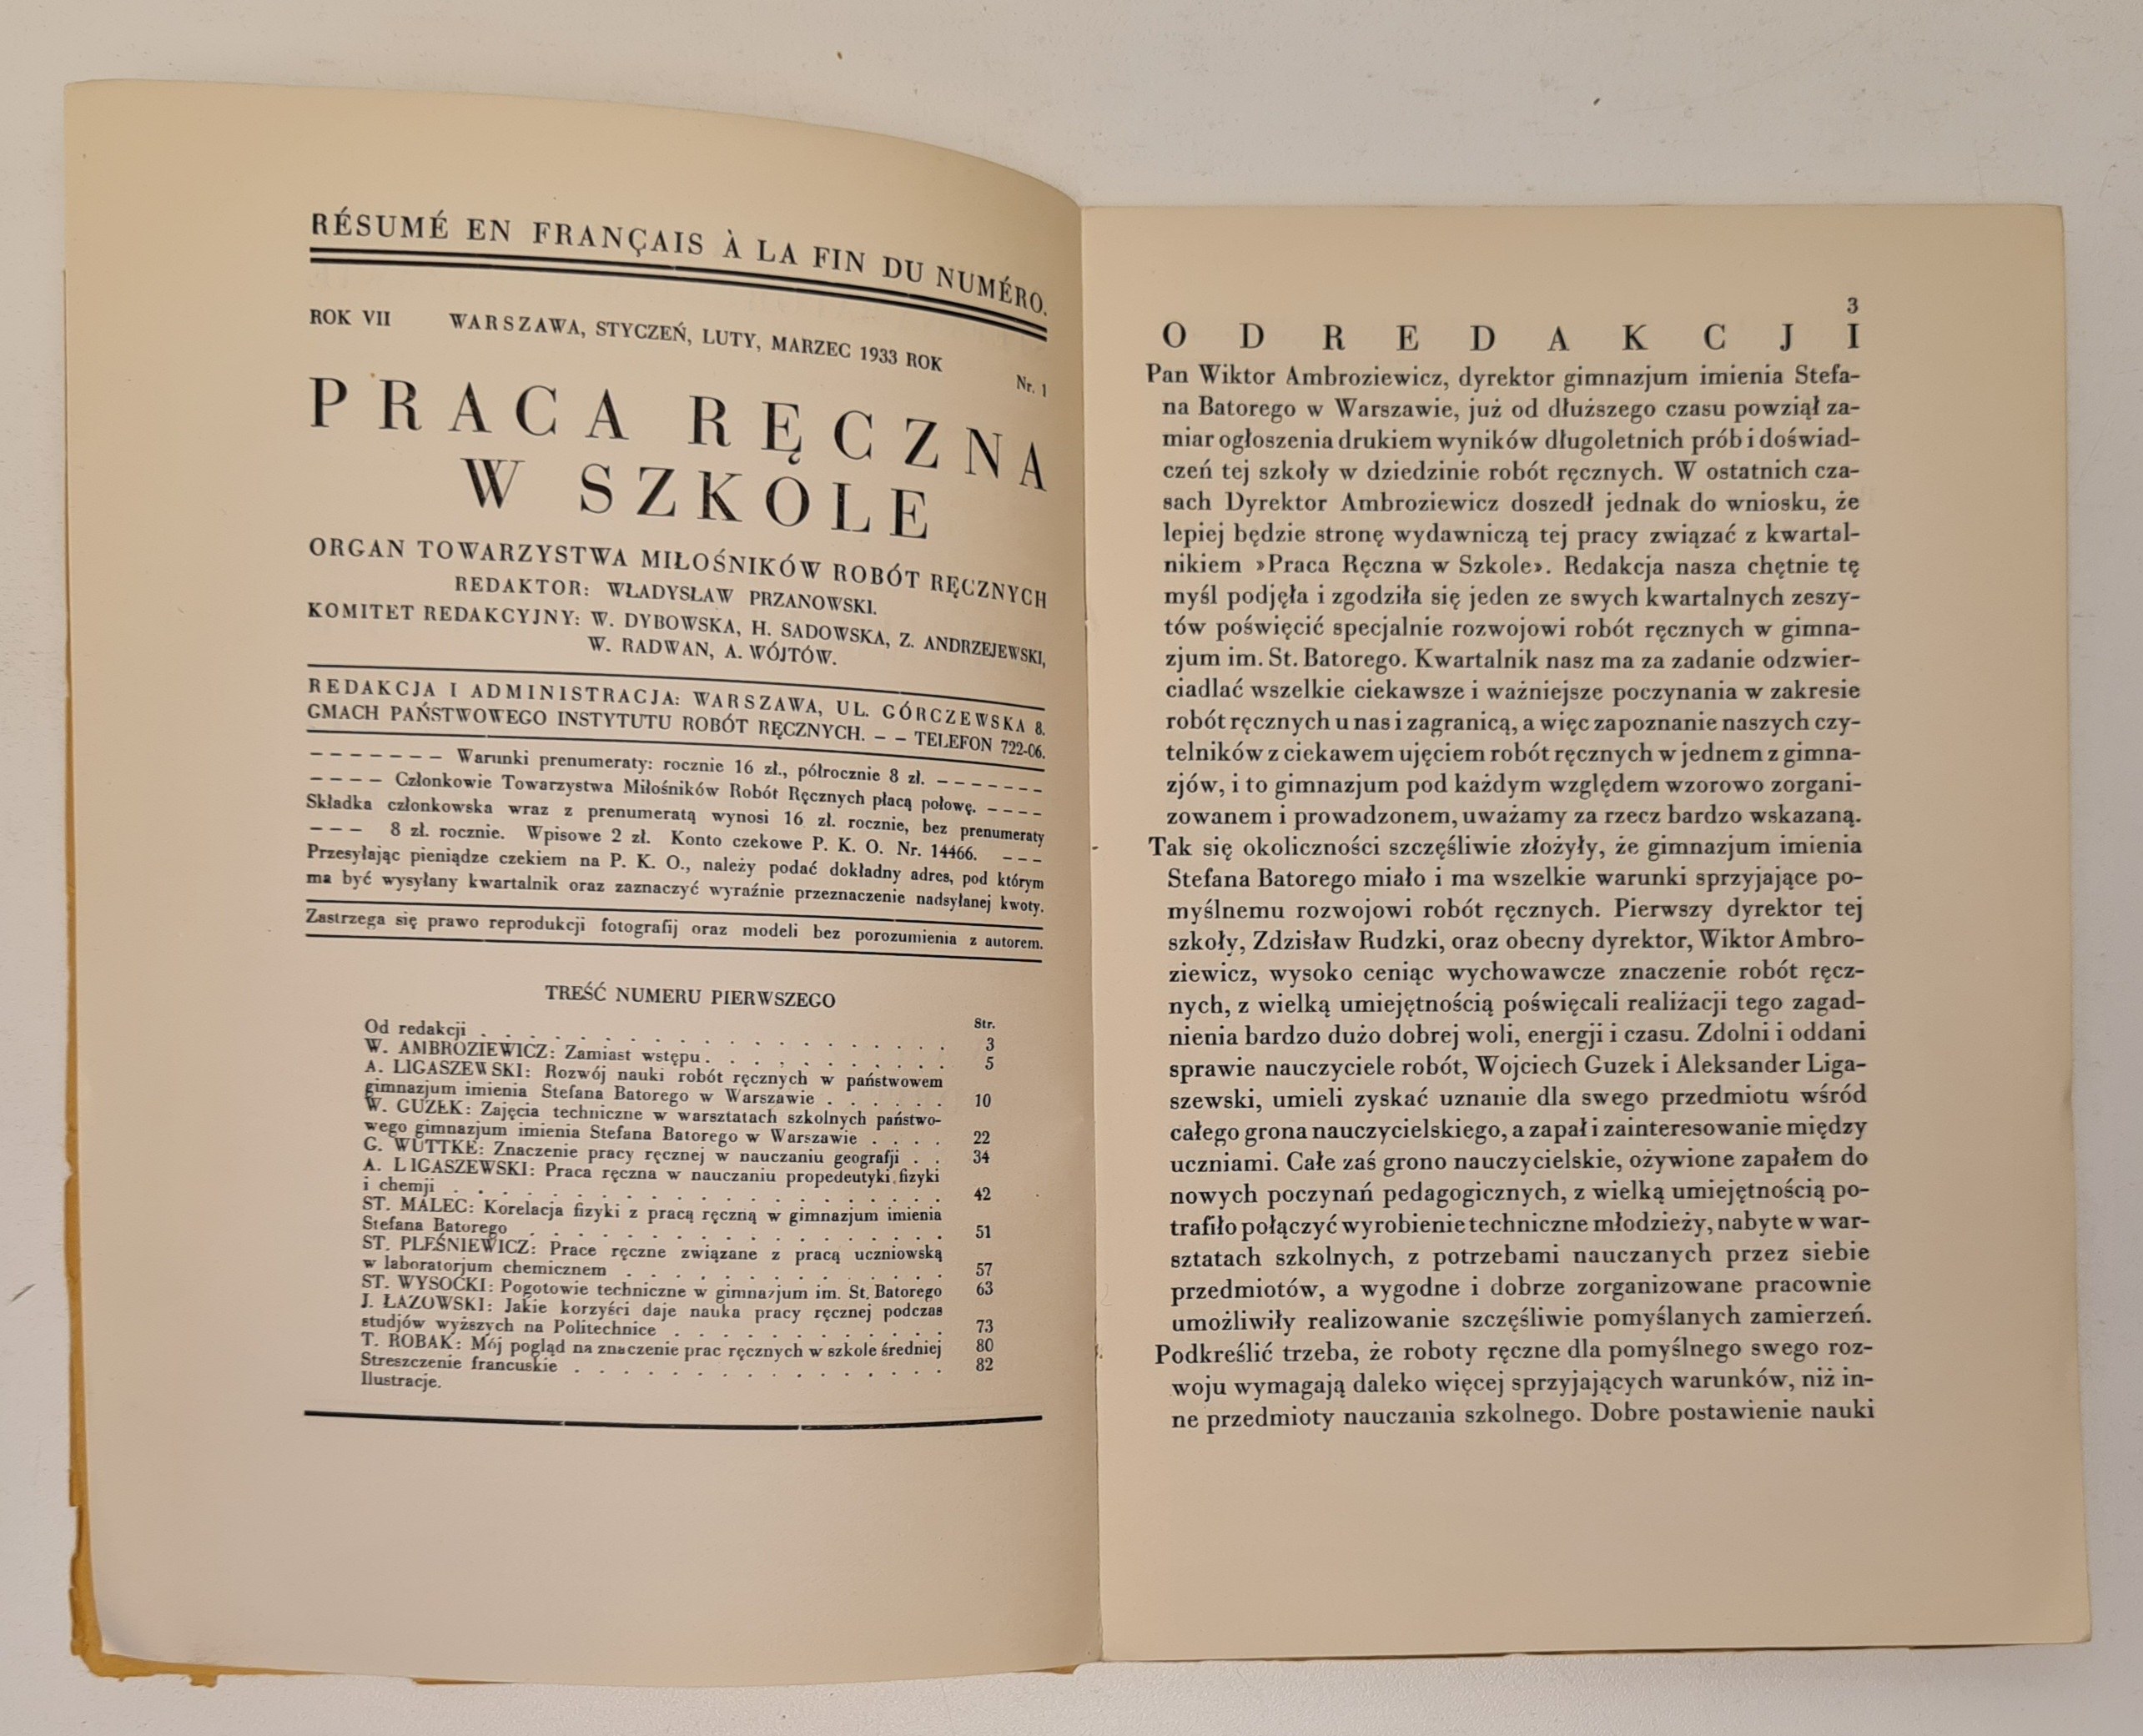 RÉSUMÉ EN FRANÇAIS À LA FIN DU NUMÉRO.
ROK VII WARSZAWA, STYCZEŃ, LUTY, MARZEC 1933 ROK Nr. 1
PRACA RĘCZNA
W SZKOLE
ORGAN TOWARZYSTWA MIŁOŚNIKÓW ROBÓT RĘCZNYCH
REDAKTOR: WŁADYSŁAW PRZANOWSKI.
KOMITET REDAKCYJNY: W. DYBOWSKA, H. SADOWSKA, Z. ANDRZEJEWSKI,
W. RADWAN, A. WÓJTÓW.
REDAKCJA I ADMINISTRACJA: WARSZAWA, UL. GÓRCZEWSKA 8.
GMACH PAŃSTWOWEGO INSTYTUTU ROBÓT RĘCZNYCH. – – TELEFON 722-06.
– – – – – – – Warunki prenumeraty: rocznie 16 zł., półrocznie 8 zł. – – – – – – –
– – – – Członkowie Towarzystwa Miłośników Robót Ręcznych płacą połowę. – – – –
Składka członkowska wraz z prenumeratą wynosi 16 zł. rocznie, bez prenumeraty
– – – 8 zł. rocznie. Wpisowe 2 zł. Konto czekowe P. K. O. Nr. 14466. – – –
Przesyłając pieniądze czekiem na P. K. O., należy podać dokładny adres, pod którym
ma być wysyłany kwartalnik oraz zaznaczyć wyraźnie przeznaczenie nadsyłanej kwoty.
Zastrzega się prawo reprodukcji fotografij oraz modeli bez porozumienia z autorem.
TREŚĆ NUMERU PIERWSZEGO
Str.
Od redakcji . . . . . . . . . . . . . . . . . . . 3
W. AMBROZIEWICZ: Zamiast wstępu . . . . . . . . . . 5
A. LIGASZEWSKI: Rozwój nauki robót ręcznych w państwowem
gimnazjum imienia Stefana Batorego w Warszawie . . . . . . 10
W. GUZEK: Zajęcia techniczne w warsztatach szkolnych państwo-
wego gimnazjum imienia Stefana Batorego w Warszawie . . . . 22
G. WUTTKE: Znaczenie pracy ręcznej w nauczaniu geografji . . 34
A. LIGASZEWSKI: Praca ręczna w nauczaniu propedeutyki fizyki
i chemji . . . . . . . . . . . . . . . . . . . . 42
ST. MALEC: Korelacja fizyki z pracą ręczną w gimnazjum imienia
Stefana Batorego . . . . . . . . . . . . . . . . . 51
ST. PLEŚNIEWICZ: Prace ręczne związane z pracą uczniowską
w laboratorjum chemicznem . . . . . . . . . . . . . 57
ST. WYSOCKI: Pogotowie techniczne w gimnazjum im. St. Batorego 63
J. ŁAZOWSKI: Jakie korzyści daje nauka pracy ręcznej podczas
studjów wyższych na Politechnice . . . . . . . . . . . 73
T. ROBAK: Mój pogląd na znaczenie prac ręcznych w szkole średniej 80
Streszczenie francuskie . . . . . . . . . . . . . . . 82
Ilustracje.
3
OD REDAKCJI
Pan Wiktor Ambroziewicz, dyrektor gimnazjum imienia Stefa-
na Batorego w Warszawie, już od dłuższego czasu powziął za-
miar ogłoszenia drukiem wyników długoletnich prób i doświad-
czeń tej szkoły w dziedzinie robót ręcznych. W ostatnich cza-
sach Dyrektor Ambroziewicz doszedł jednak do wniosku, że
lepiej będzie stronę wydawniczą tej pracy związać z kwartal-
nikiem »Praca Ręczna w Szkole». Redakcja nasza chętnie tę
myśl podjęła i zgodziła się jeden ze swych kwartalnych zeszy-
tów poświęcić specjalnie rozwojowi robót ręcznych w gimna-
zjum im. St. Batorego. Kwartalnik nasz ma za zadanie odzwier-
ciadlać wszelkie ciekawsze i ważniejsze poczynania w zakresie
robót ręcznych u nas i zagranicą, a więc zapoznanie naszych czy-
telników z ciekawem ujęciem robót ręcznych w jednem z gimna-
zjów, i to gimnazjum pod każdym względem wzorowo zorgani-
zowanem i prowadzonem, uważamy za rzecz bardzo wskazaną.
Tak się okoliczności szczęśliwie złożyły, że gimnazjum imienia
Stefana Batorego miało i ma wszelkie warunki sprzyjające po-
myślnemu rozwojowi robót ręcznych. Pierwszy dyrektor tej
szkoły, Zdzisław Rudzki, oraz obecny dyrektor, Wiktor Ambro-
ziewicz, wysoko ceniąc wychowawcze znaczenie robót ręcz-
nych, z wielką umiejętnością poświęcali realizacji tego zagad-
nienia bardzo dużo dobrej woli, energji i czasu. Zdolni i oddani
sprawie nauczyciele robót, Wojciech Guzek i Aleksander Liga-
szewski, umieli zyskać uznanie dla swego przedmiotu wśród
całego grona nauczycielskiego, a zapał i zainteresowanie między
uczniami. Całe zaś grono nauczycielskie, ożywione zapałem do
nowych poczynań pedagogicznych, z wielką umiejętnością po-
trafiło połączyć wyrobienie techniczne młodzieży, nabyte w war-
sztatach szkolnych, z potrzebami nauczanych przez siebie
przedmiotów, a wygodne i dobrze zorganizowane pracownie
umożliwiły realizowanie szczęśliwie pomyślanych zamierzeń.
Podkreślić trzeba, że roboty ręczne dla pomyślnego swego roz-
woju wymagają daleko więcej sprzyjających warunków, niż in-
ne przedmioty nauczania szkolnego. Dobre postawienie nauki